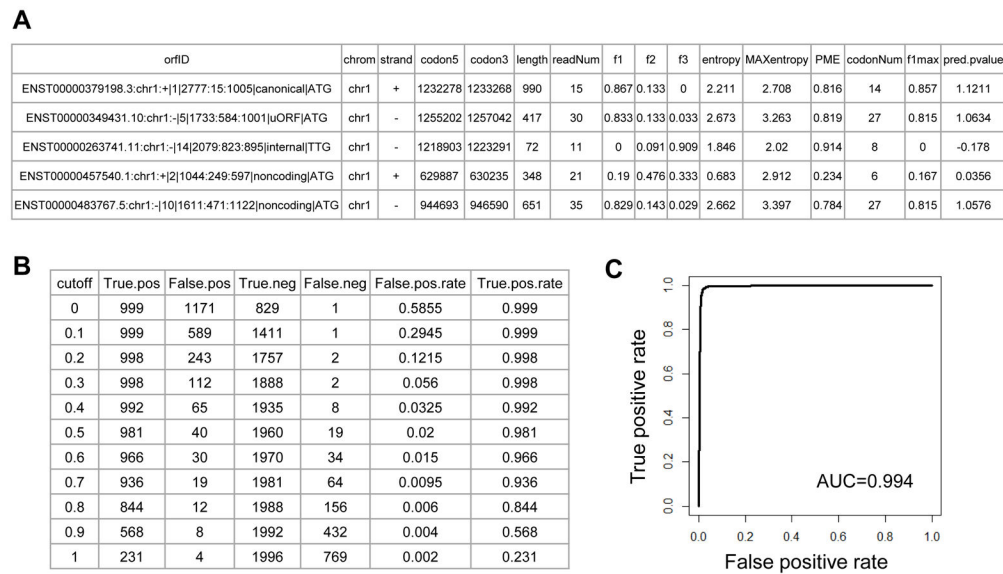 A
orfID chrom strand codon5 codon3 length readNum f1 f2 f3 entropy MAXentropy PME codonNum f1max pred.pvalue
ENST00000379198.3:chr1:+|1|2777:15:1005|canonical|ATG chr1 + 1232278 1233268 990 15 0.867 0.133 0 2.211 2.708 0.816 14 0.857 1.1211
ENST00000349431.10:chr1:-|5|1733:584:1001|uORF|ATG chr1 - 1255202 1257042 417 30 0.833 0.133 0.033 2.673 3.263 0.819 27 0.815 1.0634
ENST00000263741.11:chr1:-|14|2079:823:895|internal|TTG chr1 - 1218903 1223291 72 11 0 0.091 0.909 1.846 2.02 0.914 8 0 -0.178
ENST00000457540.1:chr1:+|2|1044:249:597|noncoding|ATG chr1 + 629887 630235 348 21 0.19 0.476 0.333 0.683 2.912 0.234 6 0.167 0.0356
ENST00000483767.5:chr1:-|10|1611:471:1122|noncoding|ATG chr1 - 944693 946590 651 35 0.829 0.143 0.029 2.662 3.397 0.784 27 0.815 1.0576
B
cutoff True.pos False.pos True.neg False.neg False.pos.rate True.pos.rate
0 999 1171 829 1 0.5855 0.999
0.1 999 589 1411 1 0.2945 0.999
0.2 998 243 1757 2 0.1215 0.998
0.3 998 112 1888 2 0.056 0.998
0.4 992 65 1935 8 0.0325 0.992
0.5 981 40 1960 19 0.02 0.981
0.6 966 30 1970 34 0.015 0.966
0.7 936 19 1981 64 0.0095 0.936
0.8 844 12 1988 156 0.006 0.844
0.9 568 8 1992 432 0.004 0.568
1 231 4 1996 769 0.002 0.231
C
True positive rate
1.0
0.8
0.6
0.4
0.2
0.0
AUC=0.994
0.0 0.2 0.4 0.6 0.8 1.0
False positive rate